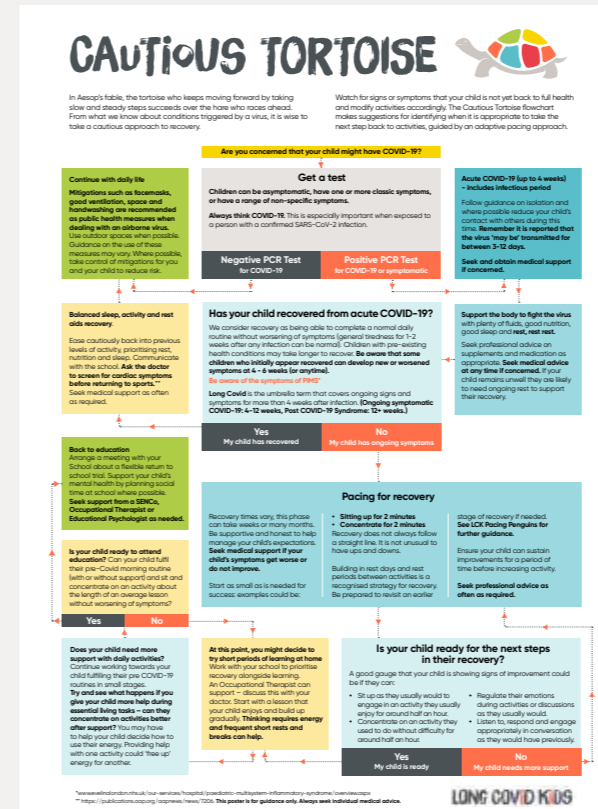 CAUTIOUS TORTOISE
In Aesop's fable, the tortoise who keeps moving forward by taking
slow and steady steps succeeds over the hare who races ahead.
From what we know about conditions triggered by a virus, it is wise to
take a cautious approach to recovery.
Watch for signs or symptoms that your child is not yet back to full health
and modify activities accordingly. The Cautious Tortoise flowchart
makes suggestions for identifying when it is appropriate to take the
next step back to activities, guided by an adaptive pacing approach.
Are you concerned that your child might have COVID-19?
Continue with daily life
Mitigations such as facemasks,
good ventilation, space and
handwashing are recommended
as public health measures when
dealing with an airborne virus.
Use outdoor spaces when possible.
Guidance on the use of these
measures may vary. Where possible,
take control of mitigations for you
and your child to reduce risk.
Get a test
Children can be asymptomatic, have one or more classic symptoms,
or have a range of non-specific symptoms.
Always think COVID-19. This is especially important when exposed to
a person with a confirmed SARS-CoV-2 infection.
Negative PCR Test
for COVID-19
Positive PCR Test
for COVID-19 or symptomatic
Acute COVID-19 (up to 4 weeks)
- includes infectious period
Follow guidance on isolation and
where possible reduce your child's
contact with others during this
time. Remember it is reported that
the virus 'may be' transmitted for
between 3-12 days.
Seek and obtain medical support
if concerned.
Balanced sleep, activity and rest
aids recovery.
Ease cautiously back into previous
levels of activity, prioritising rest,
nutrition and sleep. Communicate
with the school. Ask the doctor
to screen for cardiac symptoms
before returning to sports.**
Seek medical support as often
as required.
Has your child recovered from acute COVID-19?
We consider recovery as being able to complete a normal daily
routine without worsening of symptoms (general tiredness for 1-2
weeks after any infection can be normal). Children with pre-existing
health conditions may take longer to recover. Be aware that some
children who initially appear recovered can develop new or worsened
symptoms at 4 - 6 weeks (or anytime).
Be aware of the symptoms of PIMS*
Long Covid is the umbrella term that covers ongoing signs and
symptoms for more than 4 weeks after infection. (Ongoing symptomatic
COVID-19: 4-12 weeks, Post COVID-19 Syndrome: 12+ weeks.)
Yes
My child has recovered
No
My child has ongoing symptoms
Support the body to fight the virus
with plenty of fluids, good nutrition,
good sleep and rest, rest, rest.
Seek professional advice on
supplements and medication as
appropriate. Seek medical advice
at any time if concerned. If your
child remains unwell they are likely
to need ongoing rest to support
their recovery.
Back to education
Arrange a meeting with your
School about a flexible return to
school trial. Support your child's
mental health by planning social
time at school where possible.
Seek support from a SENCo,
Occupational Therapist or
Educational Psychologist as needed.
Pacing for recovery
Recovery times vary, this phase
can take weeks or many months.
Be supportive and honest to help
manage your child's expectations.
Seek medical support if your
child's symptoms get worse or
do not improve.
Start as small as is needed for
success: examples could be:
• Sitting up for 2 minutes
• Concentrate for 2 minutes
Recovery does not always follow
a straight line. It is not unusual to
have ups and downs.
Building in rest days and rest
periods between activities is a
recognised strategy for recovery.
Be prepared to revisit an earlier
stage of recovery if needed.
See LCK Pacing Penguins for
further guidance.
Ensure your child can sustain
improvements for a period of
time before increasing activity.
Seek professional advice as
often as required.
Is your child ready to attend
education? Can your child fulfil
their pre-Covid morning routine
(with or without support) and sit and
concentrate on an activity about
the length of an average lesson
without worsening of symptoms?
Yes
No
Does your child need more
support with daily activities?
Continue working towards your
child fulfilling their pre COVID-19
routines in small stages.
Try and see what happens if you
give your child more help during
essential living tasks - can they
concentrate on activities better
after support? You may have
to help your child decide how to
use their energy. Providing help
with one activity could 'free up'
energy for another.
At this point, you might decide to
try short periods of learning at home
Work with your school to prioritise
recovery alongside learning.
An Occupational Therapist can
support - discuss this with your
doctor. Start with a lesson that
your child enjoys and build up
gradually. Thinking requires energy
and frequent short rests and
breaks can help.
Is your child ready for the next steps
in their recovery?
A good gauge that your child is showing signs of improvement could
be if they can:
• Sit up as they usually would to
engage in an activity they usually
enjoy for around half an hour.
• Concentrate on an activity they
used to do without difficulty for
around half an hour.
• Regulate their emotions
during activities or discussions
as they usually would.
• Listen to, respond and engage
appropriately in conversation
as they would have previously.
Yes
My child is ready
No
My child needs more support
*www.evelinalondon.nhs.uk/our-services/hospital/paediatric-multisystem-inflammatory-syndrome/overview.aspx
** https://publications.aap.org/aapnews/news/7206. This poster is for guidance only. Always seek individual medical advice.
LONG COVID KIDS